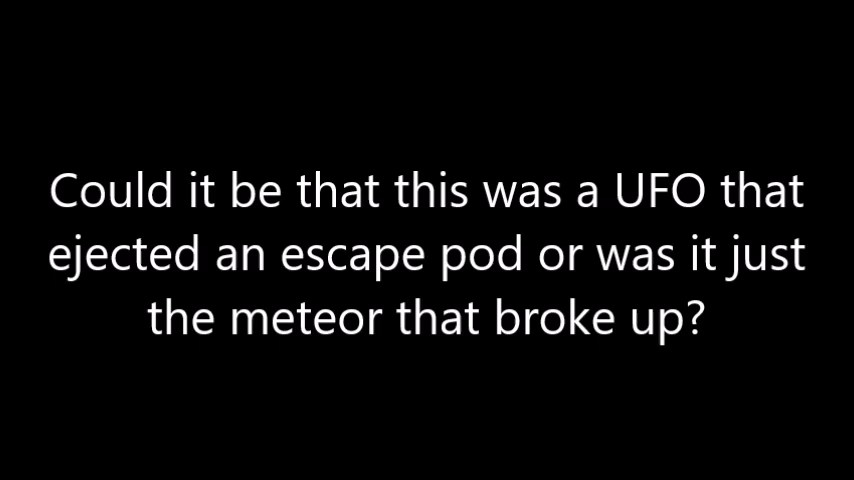 Could it be that this was a UFO that
ejected an escape pod or was it just
the meteor that broke up?